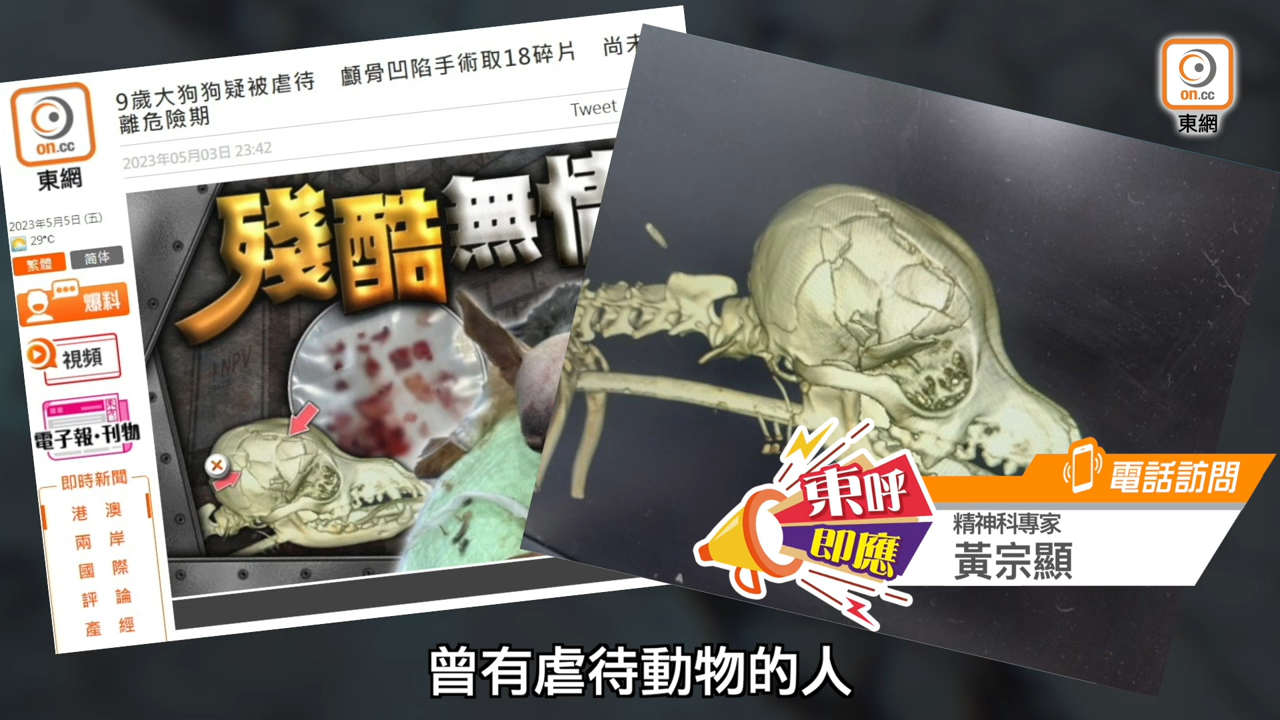 9歲大狗狗疑被虐待 顱骨凹陷手術取18碎片 尚未
離危險期
Tweet
2023年05月03日 23:42
on.cc
東網
2023年5月5日 (五)
29°C
繁體
简体
爆料
視頻
電子報・刊物
即時新聞
港澳
兩岸
國際
評論
產經
殘酷無情
on.cc
東網
東呼
即應
電話訪問
精神科專家
黃宗顯
曾有虐待動物的人